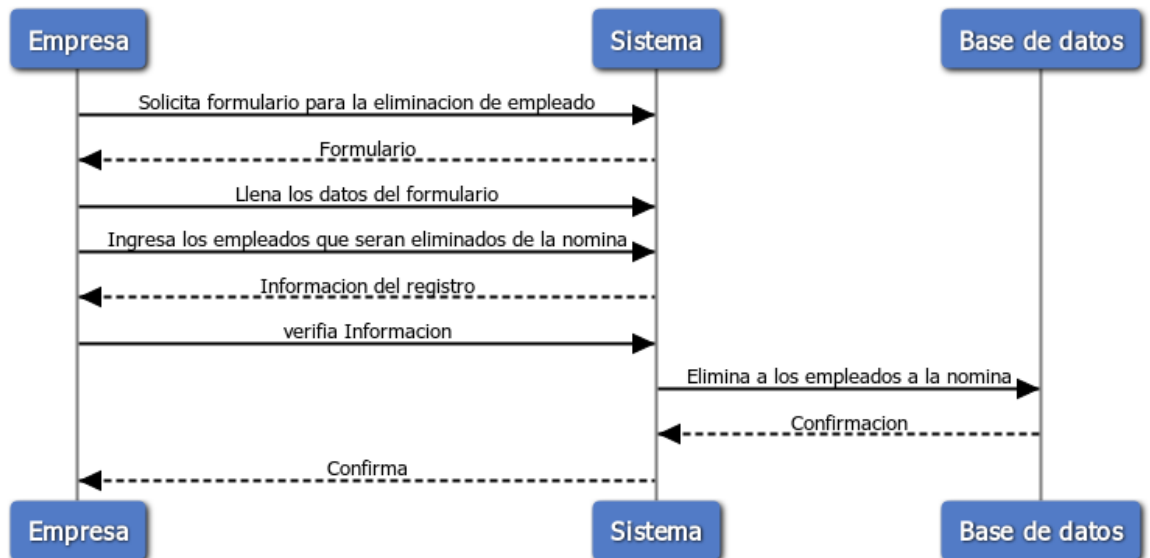 Empresa
Sistema
Base de datos
Solicita formulario para la eliminacion de empleado
Formulario
Llena los datos del formulario
Ingresa los empleados que seran eliminados de la nomina
Informacion del registro
verifia Informacion
Elimina a los empleados a la nomina
Confirmacion
Confirma
Empresa
Sistema
Base de datos